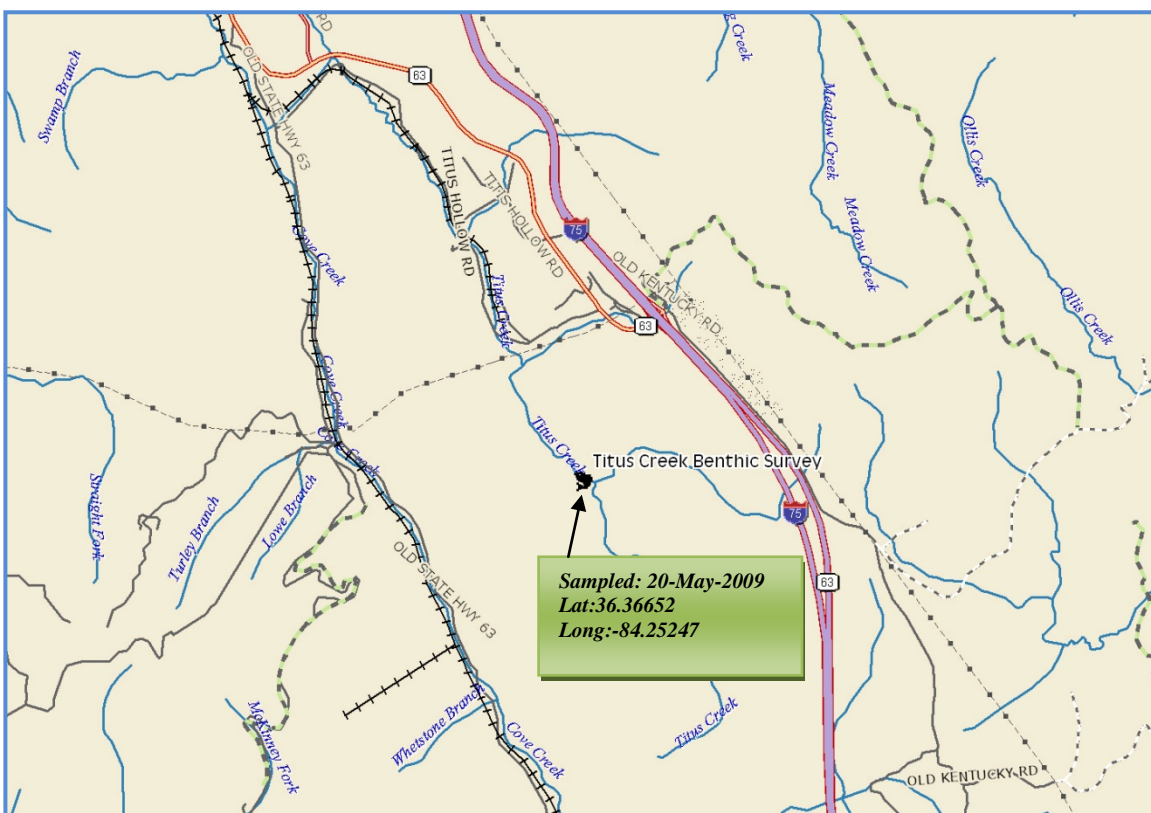 g Creek
RD
Swamp Branch
OLD STATE HWY 63
63
Meadow Creek
Ollis Creek
TITUS HOLLOW RD
TITUS HOLLOW RD
Meadow Creek
75
Cove Creek
OLD KENTUCKY RD
Titus Creek
Ollis Creek
63
Cove Creek
Titus Creek
Cove Creek
Titus Creek Benthic Survey
Straight Fork
Turley Branch
Lowe Branch
75
OLD STATE HWY 63
Sampled: 20-May-2009
Lat:36.36652
Long:-84.25247
63
McKinney Fork
Whetstone Branch
Cove Creek
Titus Creek
OLD KENTUCKY RD